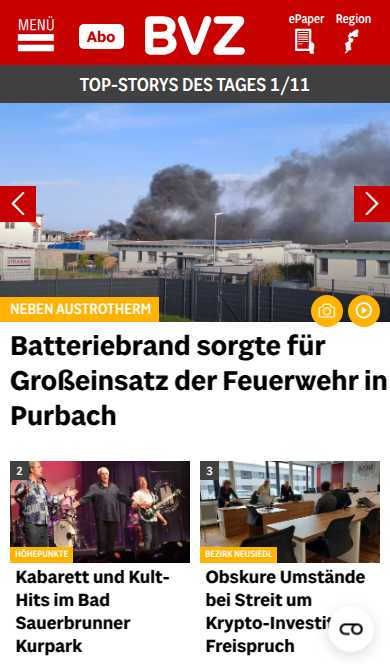 MENÜ
Abo
BVZ
ePaper
Region
TOP-STORYS DES TAGES 1/11
NEBEN AUSTROTHERM
Batteriebrand sorgte für
Großeinsatz der Feuerwehr in
Purbach
2
HÖHEPUNKTE
Kabarett und Kult-
Hits im Bad
Sauerbrunner
Kurpark
3
BEZIRK NEUSIEDL
Obskure Umstände
bei Streit um
Krypto-Investit
Freispruch